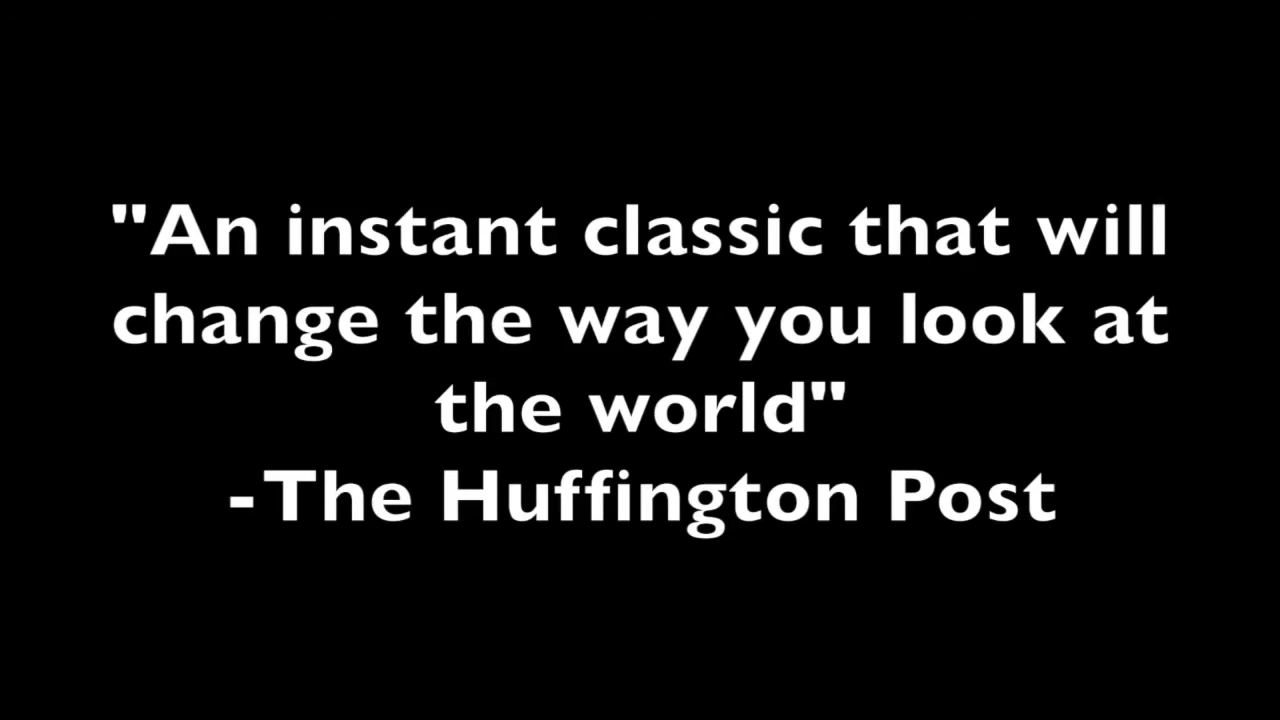 "An instant classic that will
change the way you look at
the world"
-The Huffington Post